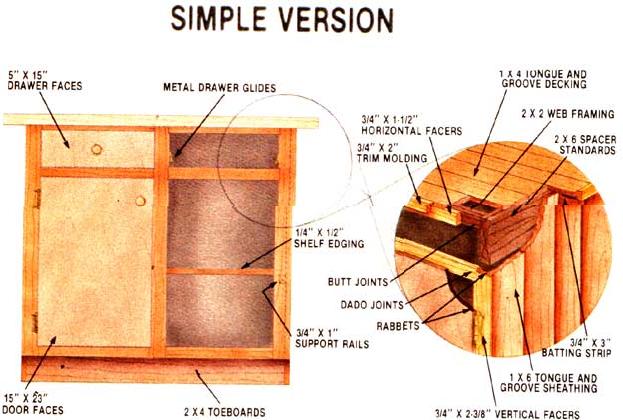 SIMPLE VERSION
5" X 15"
DRAWER FACES
METAL DRAWER GLIDES
1 X 4 TONGUE AND
GROOVE DECKING
2 X 2 WEB FRAMING
3/4" X 1-1/2"
HORIZONTAL FACERS
2 X 6 SPACER
STANDARDS
3/4" X 2"
TRIM MOLDING
1/4" X 1/2"
SHELF EDGING
BUTT JOINTS
DADO JOINTS
RABBETS
3/4" X 1"
SUPPORT RAILS
3/4" X 3"
BATTING STRIP
1 X 6 TONGUE AND
GROOVE SHEATHING
15" X 23"
DOOR FACES
2 X 4 TOEBOARDS
3/4" X 2-3/8" VERTICAL FACERS